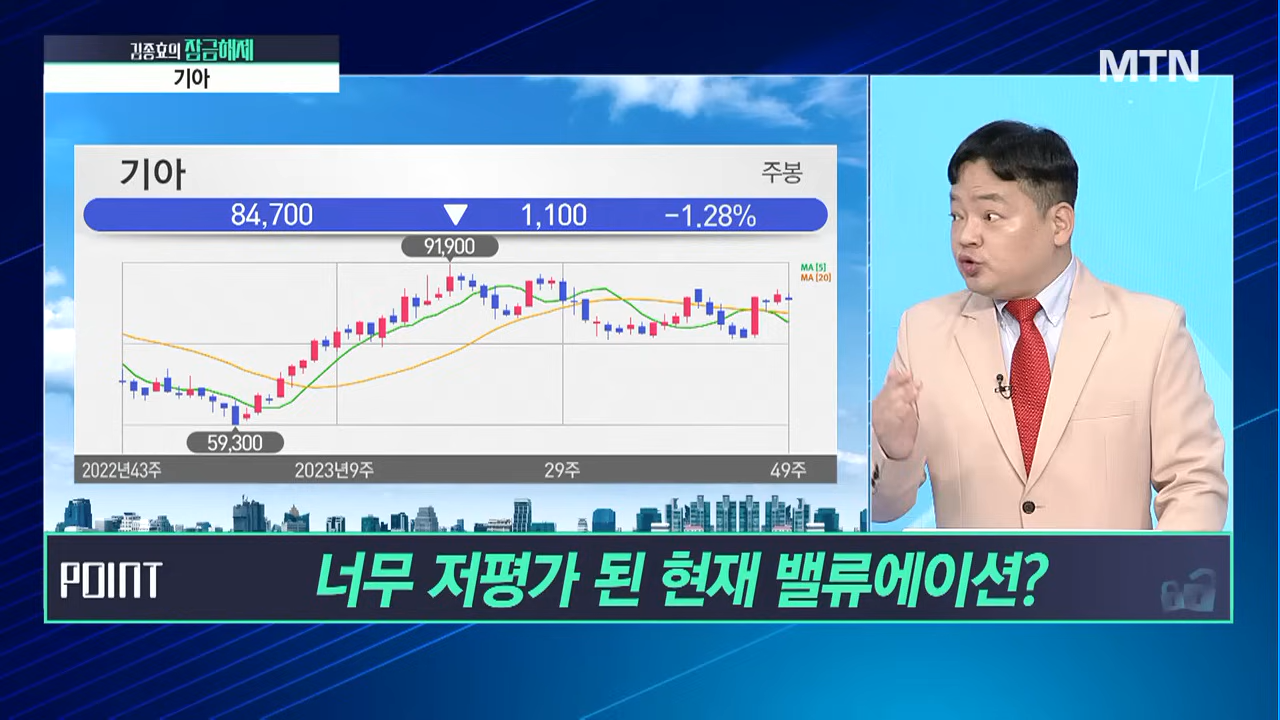 김종효의 잠금해제
기아
MTN
기아
주봉
84,700 ▼ 1,100 -1.28%
91,900
MA [5]
MA [20]
59,300
2022년43주 2023년9주 29주 49주
POINT
너무 저평가 된 현재 밸류에이션?